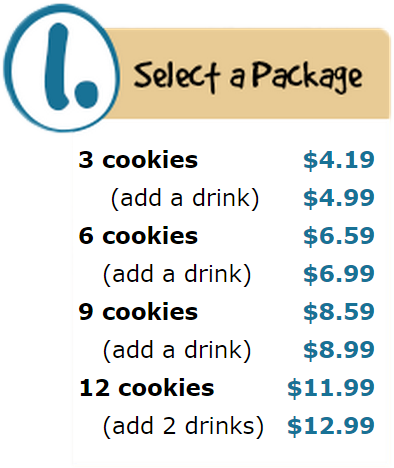 1. Select a Package
3 cookies $4.19
(add a drink) $4.99
6 cookies $6.59
(add a drink) $6.99
9 cookies $8.59
(add a drink) $8.99
12 cookies $11.99
(add 2 drinks) $12.99